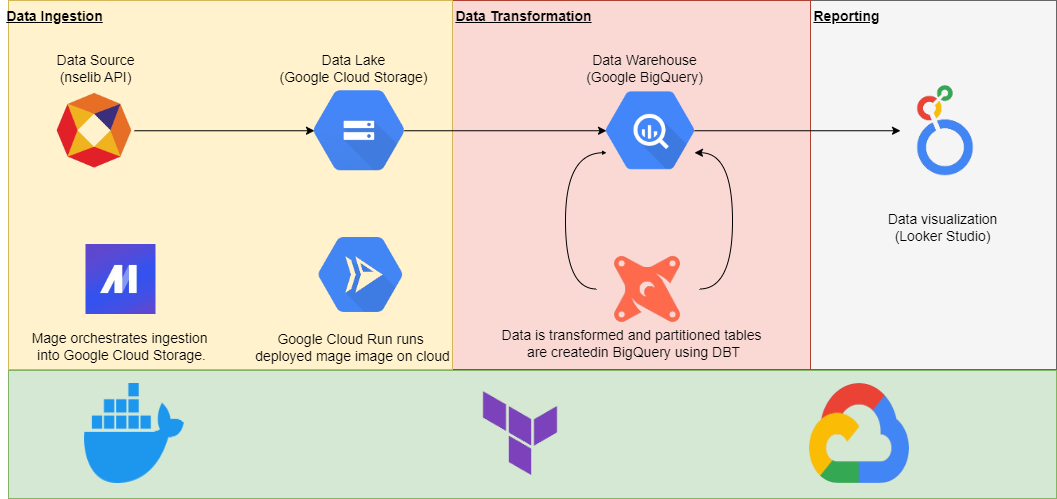 Data Ingestion
Data Transformation
Reporting
Data Source
(nselib API)
Data Lake
(Google Cloud Storage)
Data Warehouse
(Google BigQuery)
Data visualization
(Looker Studio)
Mage orchestrates ingestion
into Google Cloud Storage.
Google Cloud Run runs
deployed mage image on cloud
Data is transformed and partitioned tables
are createdin BigQuery using DBT